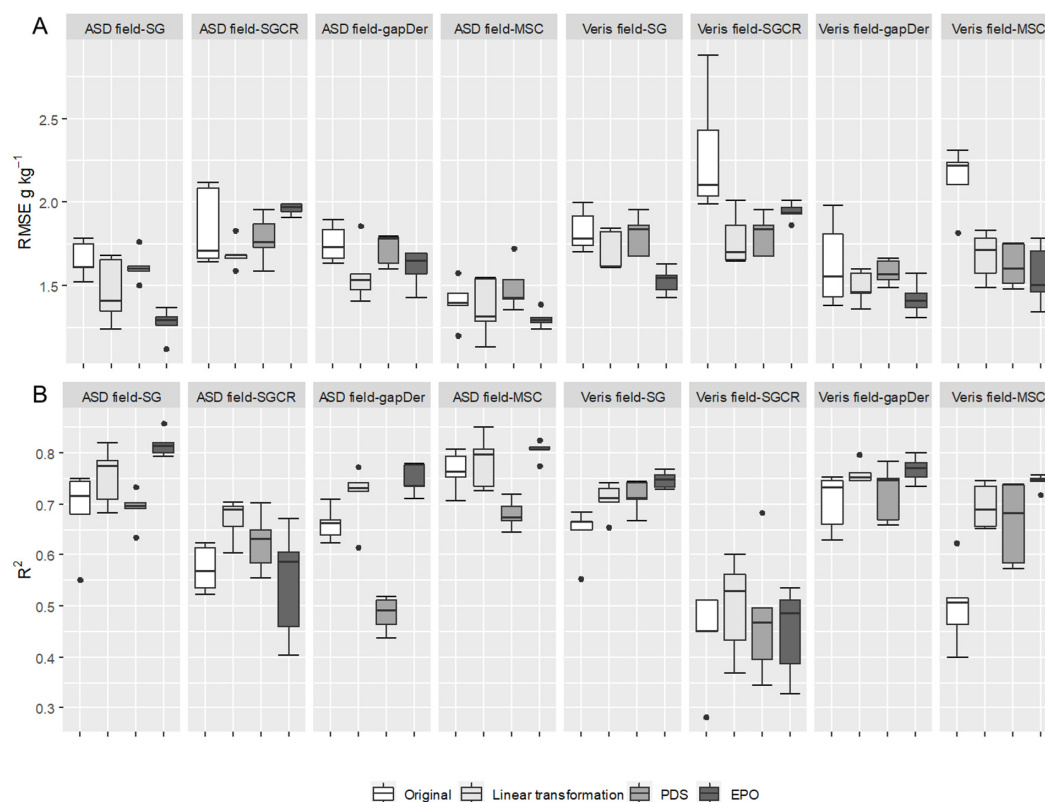 A
ASD field-SG ASD field-SGCR ASD field-gapDer ASD field-MSC Veris field-SG Veris field-SGCR Veris field-gapDer Veris field-MSC
RMSE g kg⁻¹
2.5
2.0
1.5
B
ASD field-SG ASD field-SGCR ASD field-gapDer ASD field-MSC Veris field-SG Veris field-SGCR Veris field-gapDer Veris field-MSC
R²
0.8
0.7
0.6
0.5
0.4
0.3
Original Linear transformation PDS EPO